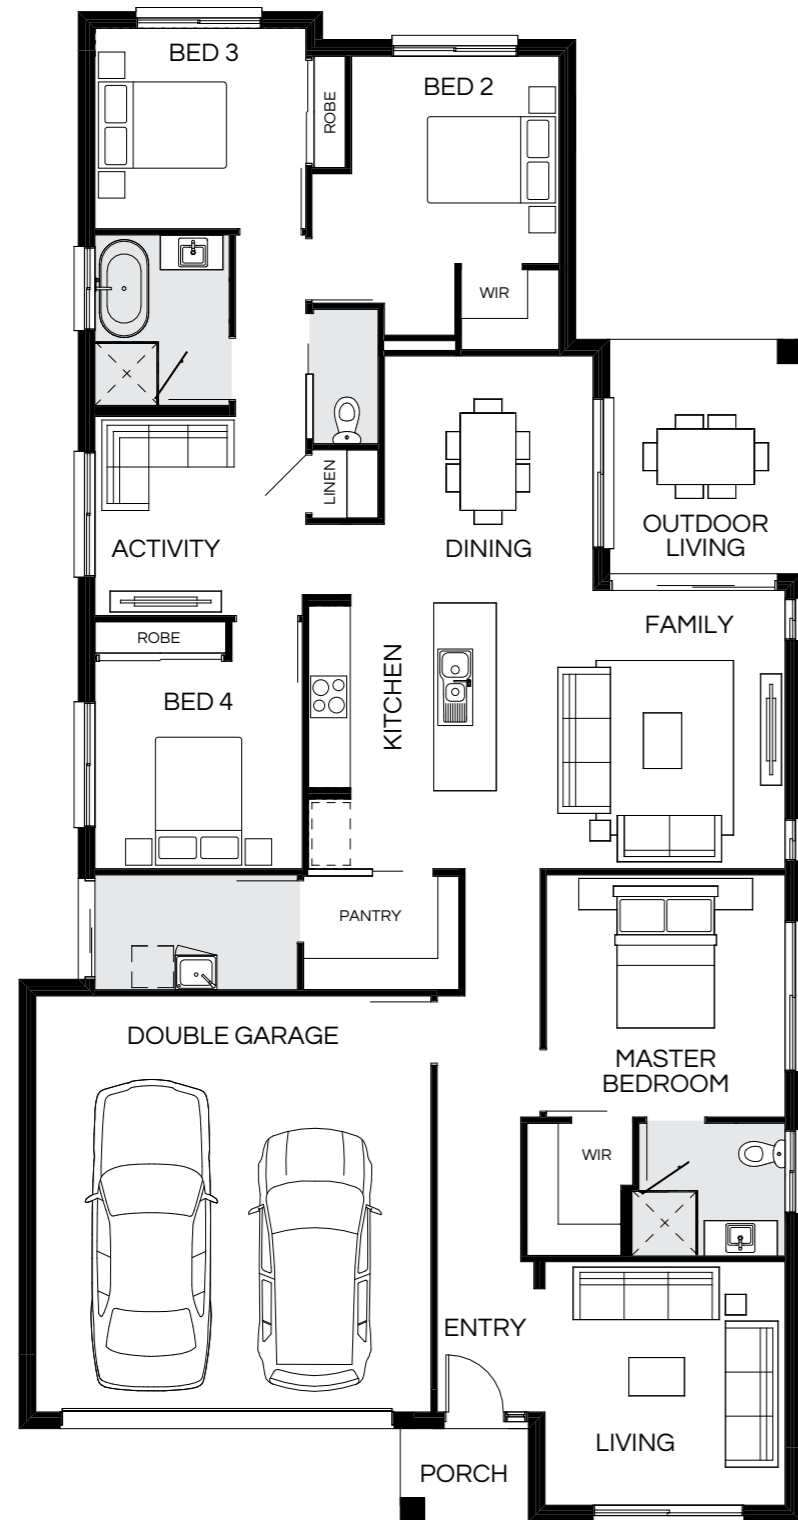 BED 3
BED 2
ROBE
WIR
LINEN
ACTIVITY
DINING
OUTDOOR
LIVING
ROBE
FAMILY
KITCHEN
BED 4
PANTRY
DOUBLE GARAGE
MASTER
BEDROOM
WIR
ENTRY
LIVING
PORCH